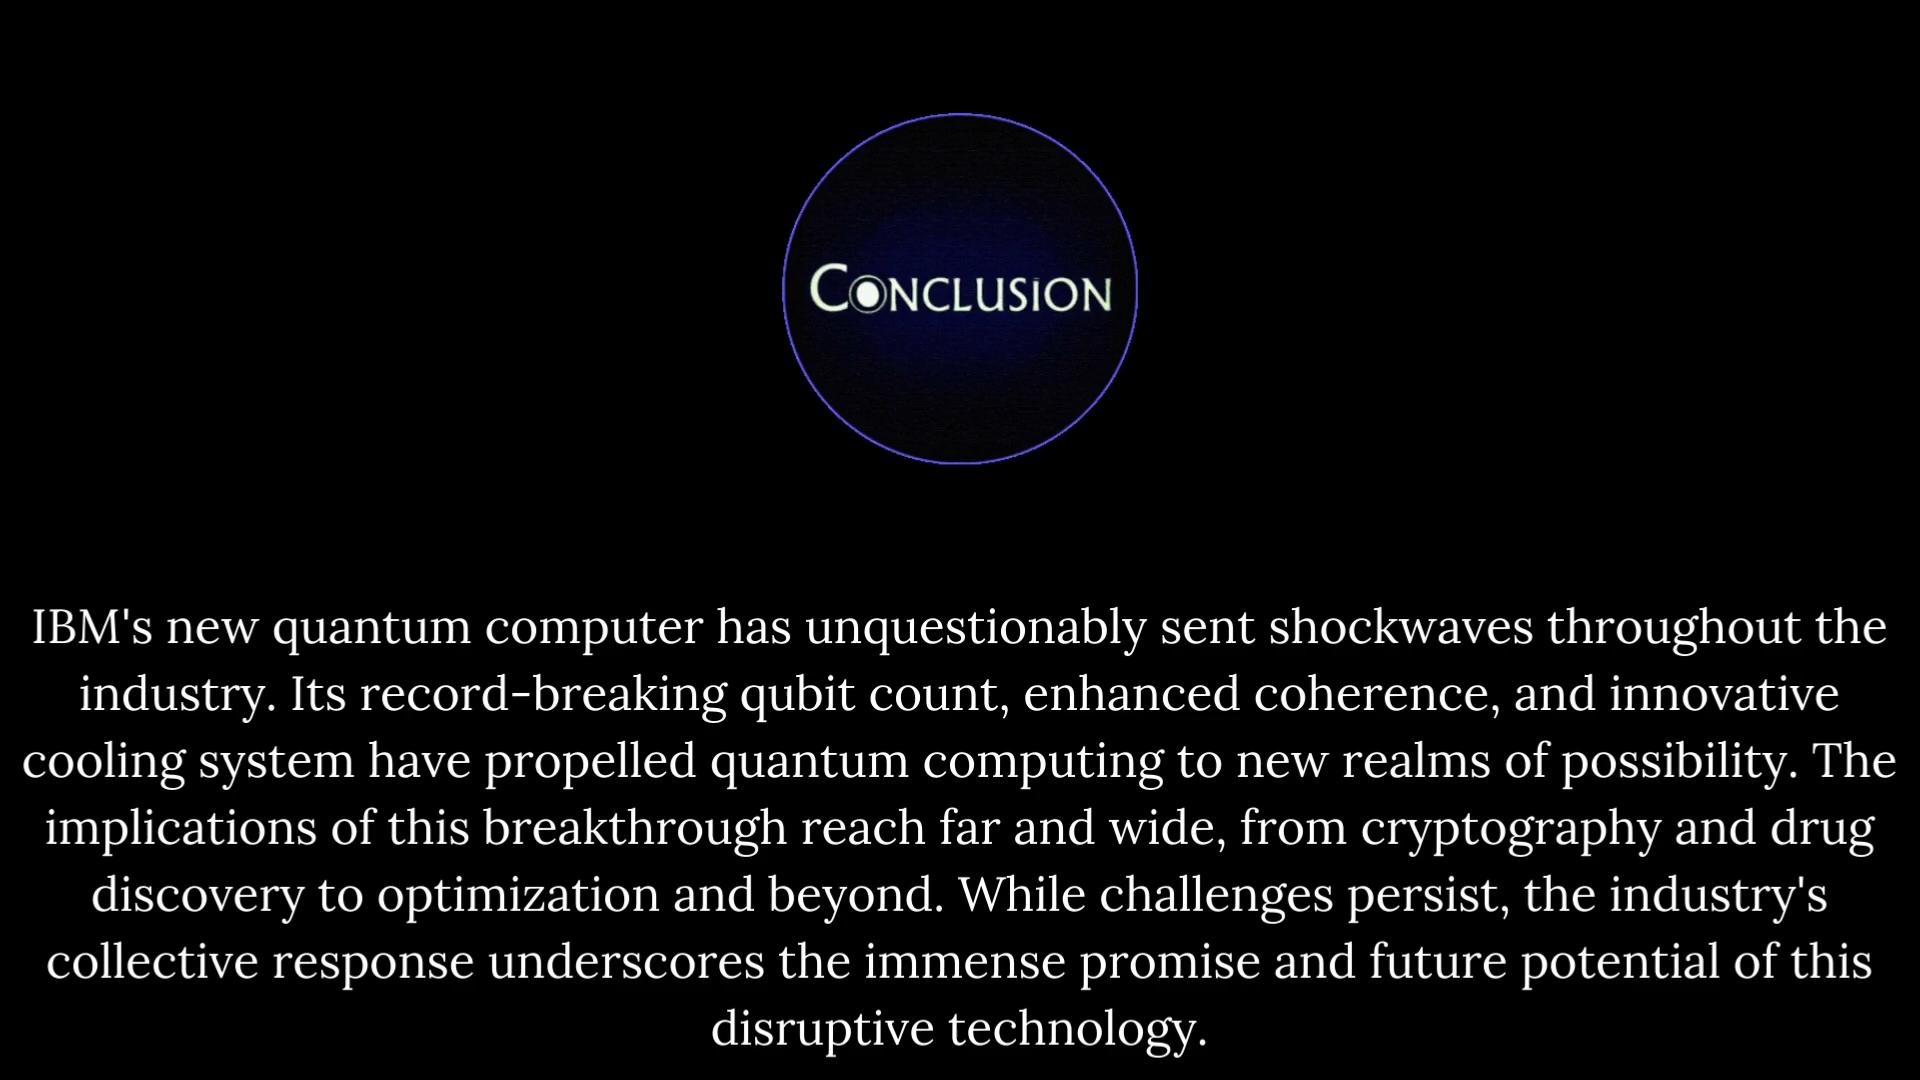 CONCLUSION
IBM's new quantum computer has unquestionably sent shockwaves throughout the
industry. Its record-breaking qubit count, enhanced coherence, and innovative
cooling system have propelled quantum computing to new realms of possibility. The
implications of this breakthrough reach far and wide, from cryptography and drug
discovery to optimization and beyond. While challenges persist, the industry's
collective response underscores the immense promise and future potential of this
disruptive technology.